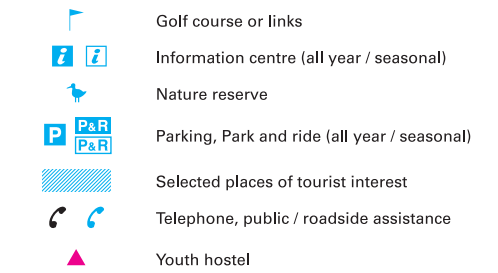 Golf course or links
i i Information centre (all year / seasonal)
Nature reserve
P P&R P&R Parking, Park and ride (all year / seasonal)
Selected places of tourist interest
Telephone, public / roadside assistance
Youth hostel